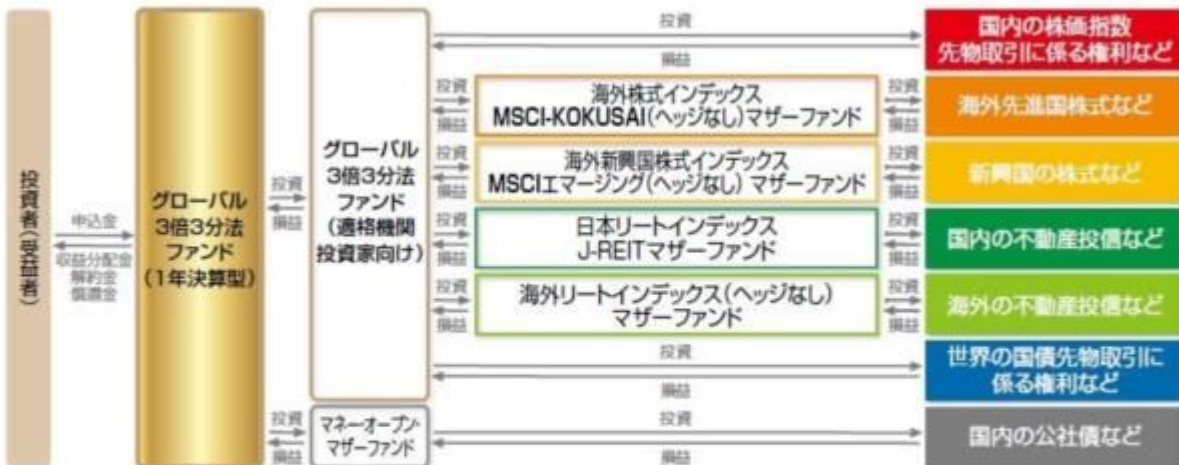 投資者(受益者)
申込金
収益分配金
解約金
償還金
グローバル
3倍3分法
ファンド
(1年決算型)
投資
損益
グローバル
3倍3分法
ファンド
(適格機関
投資家向け)
投資
損益
マネーオープン・
マザーファンド
投資
損益
国内の株価指数
先物取引に係る権利など
投資
損益
海外株式インデックス
MSCI-KOKUSAI(ヘッジなし)マザーファンド
投資
損益
海外先進国株式など
投資
損益
海外新興国株式インデックス
MSCIエマージング(ヘッジなし) マザーファンド
投資
損益
新興国の株式など
投資
損益
日本リートインデックス
J-REITマザーファンド
投資
損益
国内の不動産投信など
投資
損益
海外リートインデックス(ヘッジなし)
マザーファンド
投資
損益
海外の不動産投信など
投資
損益
世界の国債先物取引に
係る権利など
投資
損益
国内の公社債など